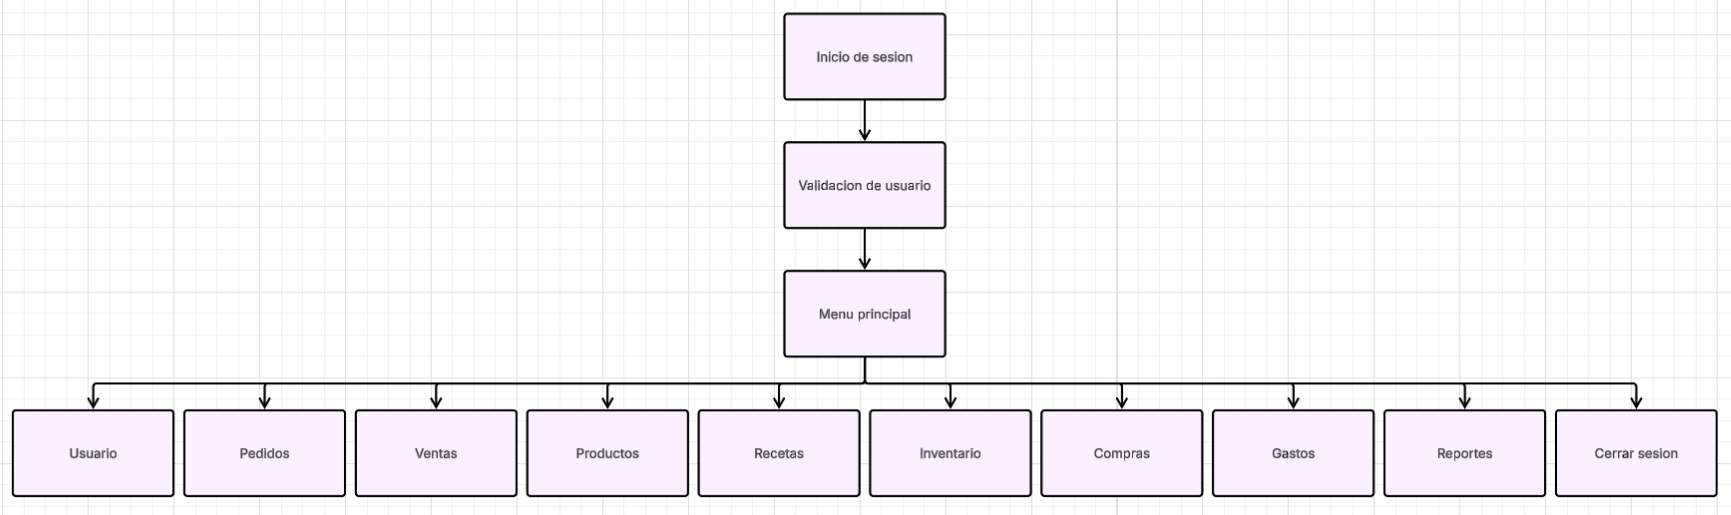 Inicio de sesion
Validacion de usuario
Menu principal
Usuario
Pedidos
Ventas
Productos
Recetas
Inventario
Compras
Gastos
Reportes
Cerrar sesion